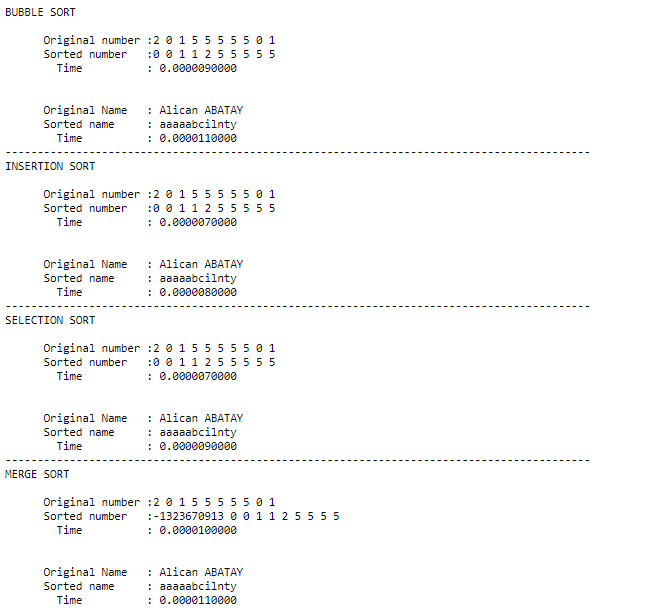 BUBBLE SORT
Original number :2 0 1 5 5 5 5 5 0 1
Sorted number :0 0 1 1 2 5 5 5 5 5
Time : 0.0000090000
Original Name : Alican ABATAY
Sorted name : aaaaabcilnty
Time : 0.0000110000
------------------------------------------------------------------------------------------
INSERTION SORT
Original number :2 0 1 5 5 5 5 5 0 1
Sorted number :0 0 1 1 2 5 5 5 5 5
Time : 0.0000070000
Original Name : Alican ABATAY
Sorted name : aaaaabcilnty
Time : 0.0000080000
------------------------------------------------------------------------------------------
SELECTION SORT
Original number :2 0 1 5 5 5 5 5 0 1
Sorted number :0 0 1 1 2 5 5 5 5 5
Time : 0.0000070000
Original Name : Alican ABATAY
Sorted name : aaaaabcilnty
Time : 0.0000090000
------------------------------------------------------------------------------------------
MERGE SORT
Original number :2 0 1 5 5 5 5 5 0 1
Sorted number :-1323670913 0 0 1 1 2 5 5 5 5
Time : 0.0000100000
Original Name : Alican ABATAY
Sorted name : aaaaabcilnty
Time : 0.0000110000